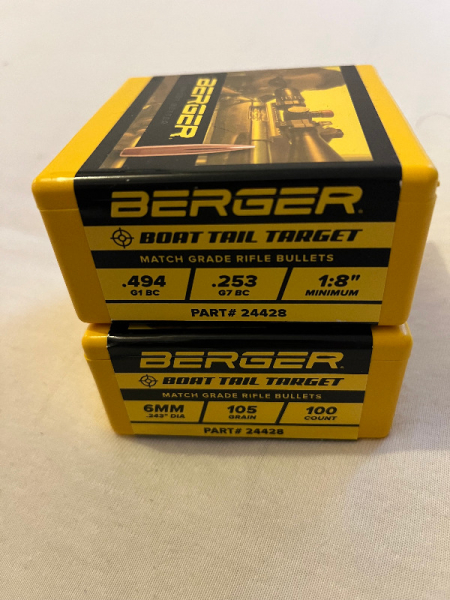 BERGER
BERGER®
BOAT TAIL TARGET
MATCH GRADE RIFLE BULLETS
.494 .253 1:8"
G1 BC G7 BC MINIMUM
PART# 24428
BERGER®
BOAT TAIL TARGET
MATCH GRADE RIFLE BULLETS
6MM 105 100
.243" DIA GRAIN COUNT
PART# 24428